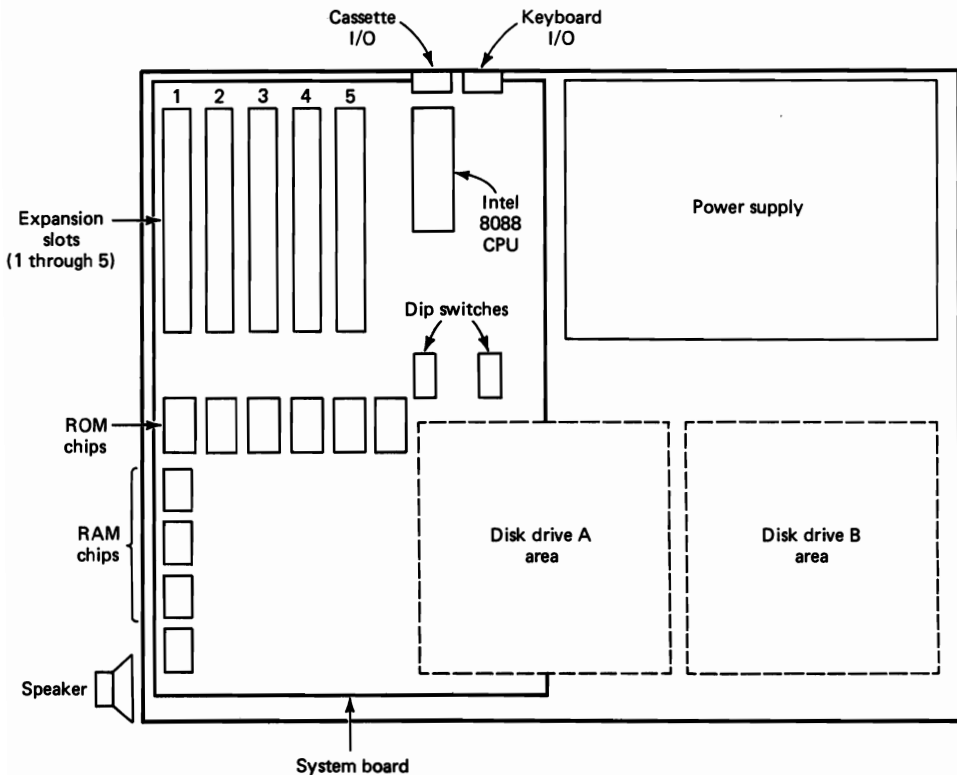 Cassette
I/O
Keyboard
I/O
1 2 3 4 5
Intel
8088
CPU
Power supply
Expansion
slots
(1 through 5)
Dip switches
ROM
chips
RAM
chips
Disk drive A
area
Disk drive B
area
Speaker
System board